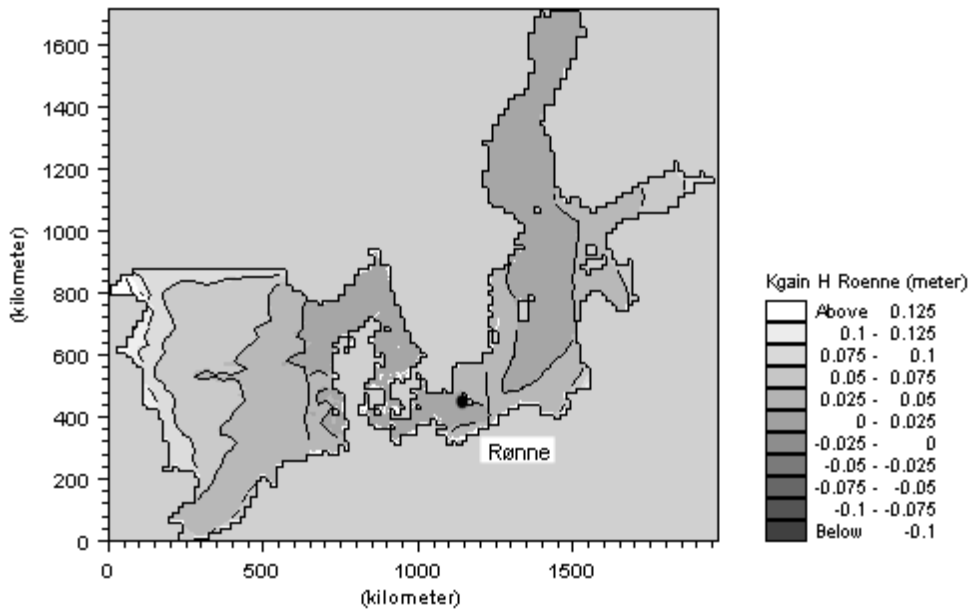 1600
1400
1200
1000
800
600
400
200
0
(kilometer)
0 500 1000 1500
(kilometer)
Rønne
Kgain H Roenne (meter)
Above 0.125
0.1 - 0.125
0.075 - 0.1
0.05 - 0.075
0.025 - 0.05
0 - 0.025
-0.025 - 0
-0.05 - -0.025
-0.075 - -0.05
-0.1 - -0.075
Below -0.1